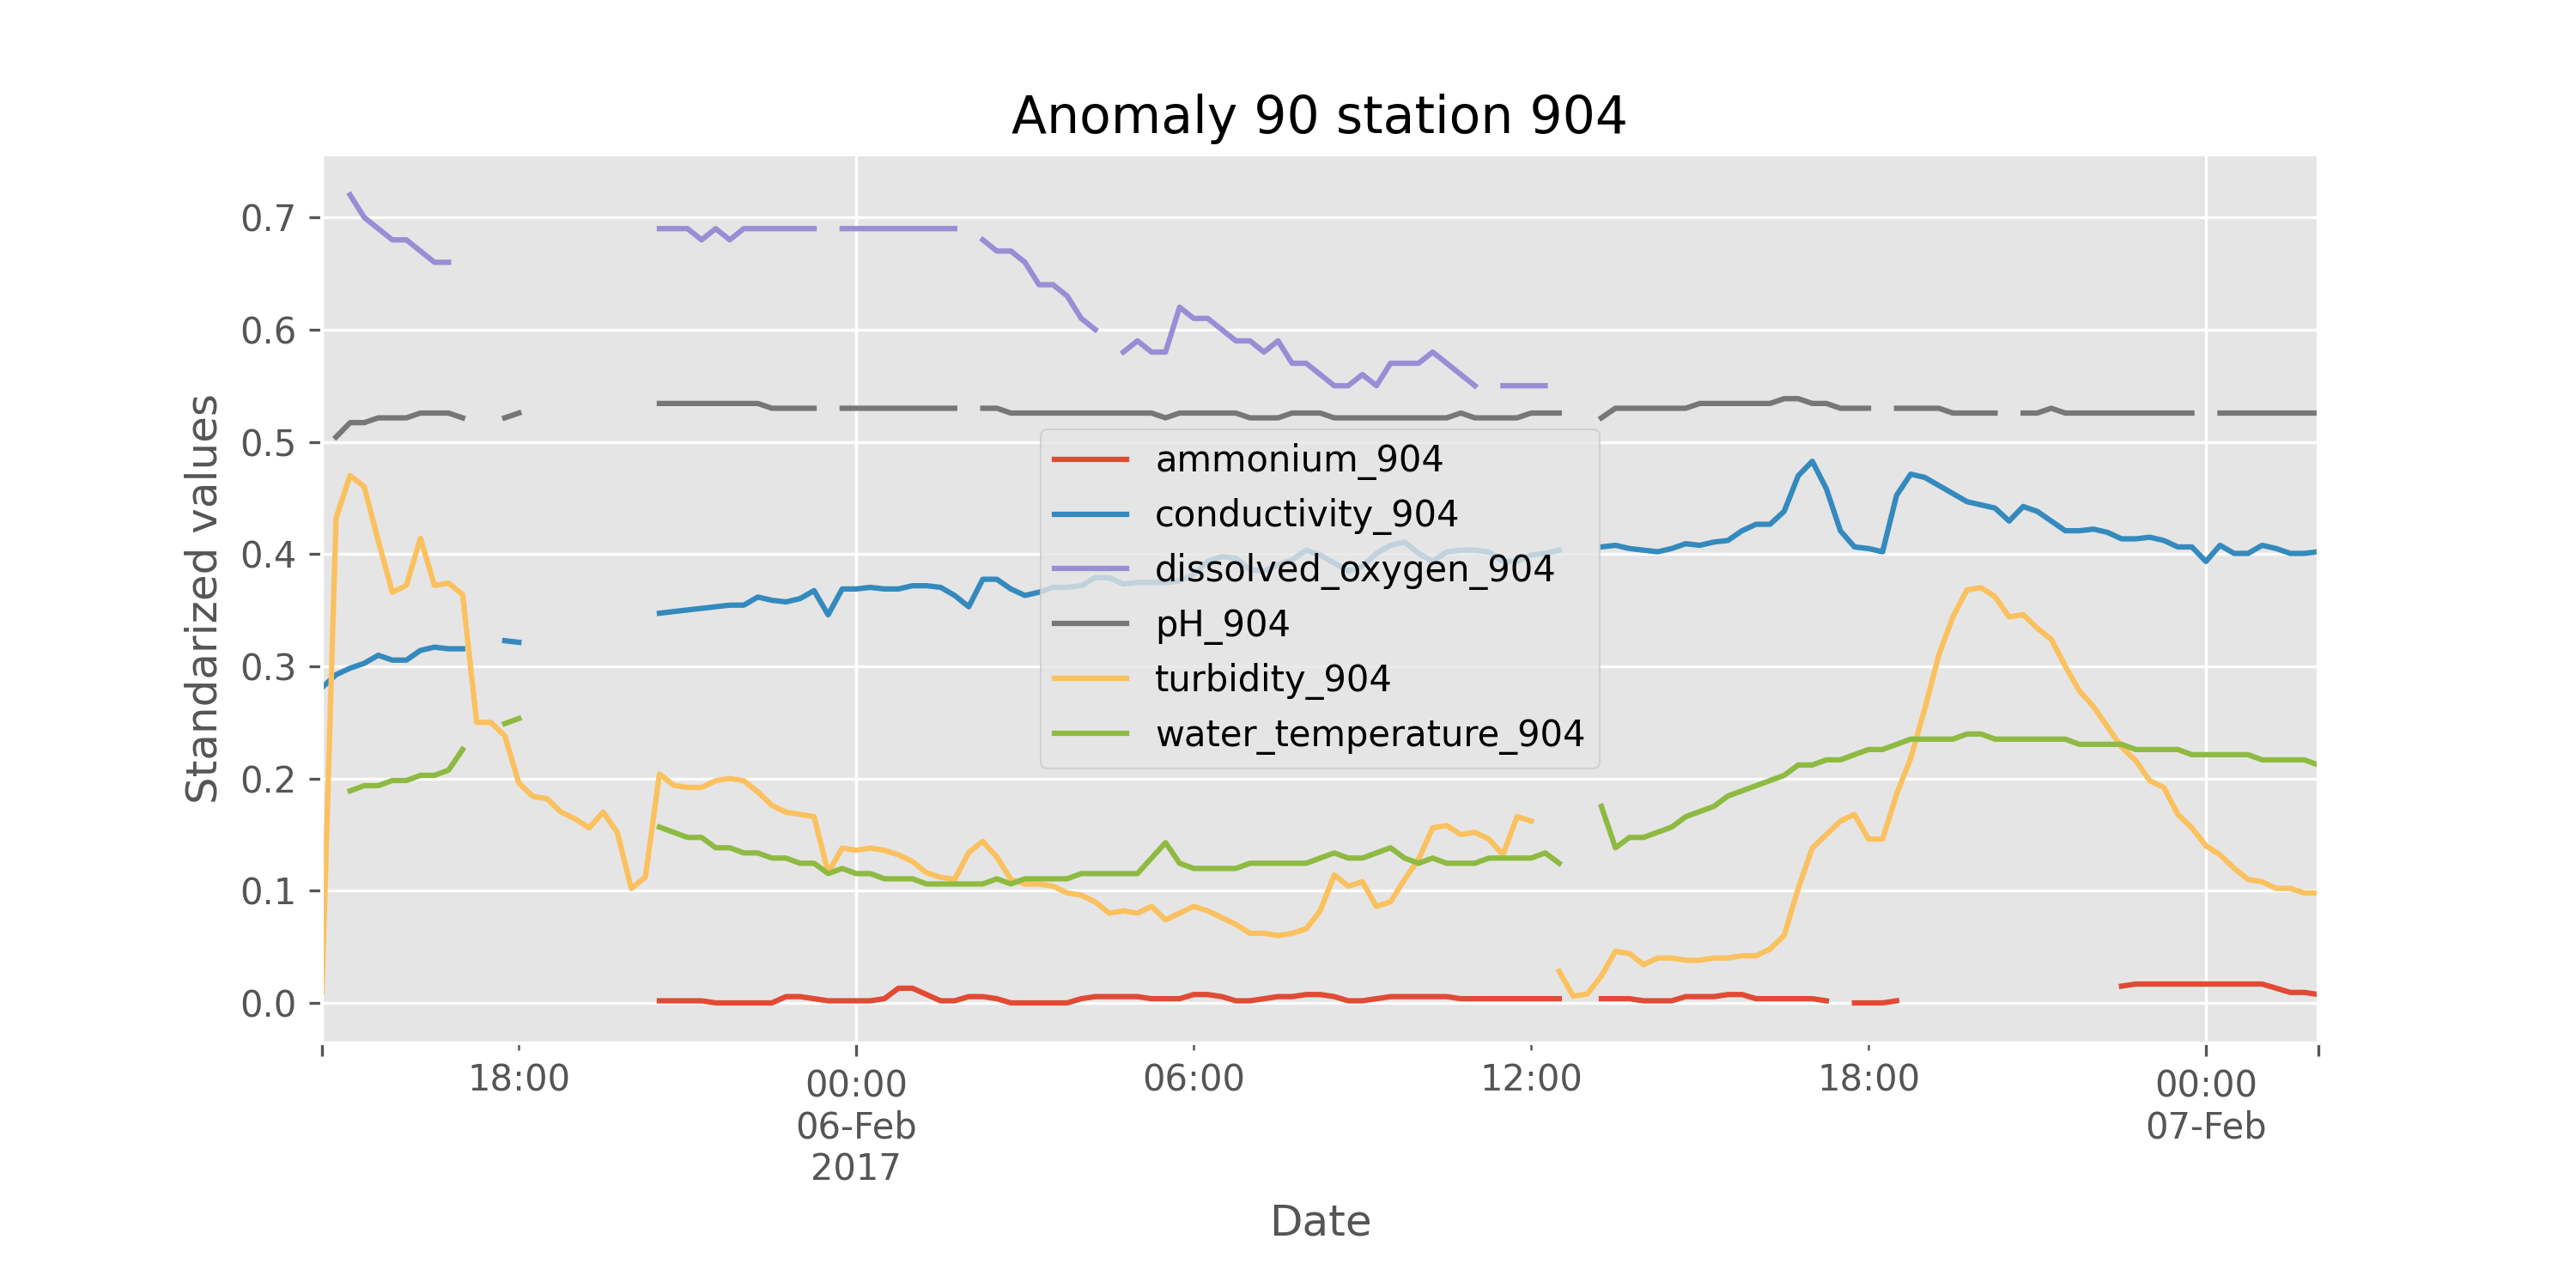 Anomaly 90 station 904
Standardized values
0.7
0.6
0.5
0.4
0.3
0.2
0.1
0.0
ammonium_904
conductivity_904
dissolved_oxygen_904
pH_904
turbidity_904
water_temperature_904
18:00
00:00
06-Feb
2017
06:00
12:00
18:00
00:00
07-Feb
Date